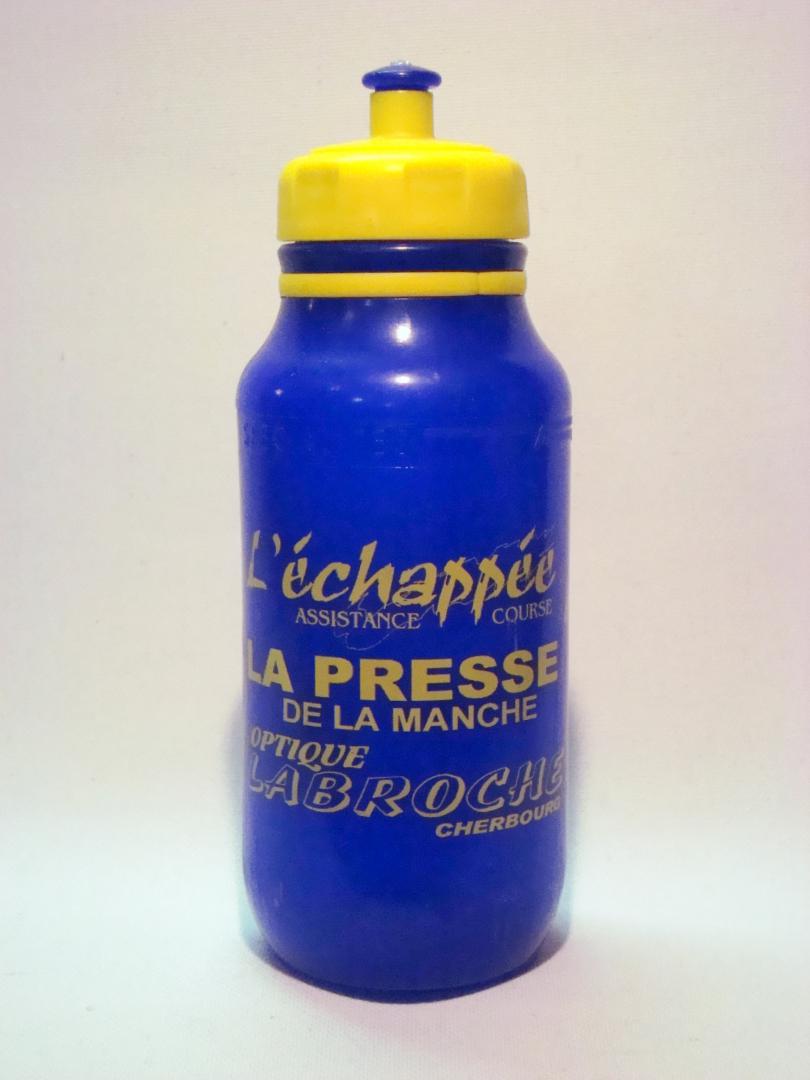 L'échappée
ASSISTANCE COURSE
LA PRESSE
DE LA MANCHE
OPTIQUE
LABROCHE
CHERBOURG